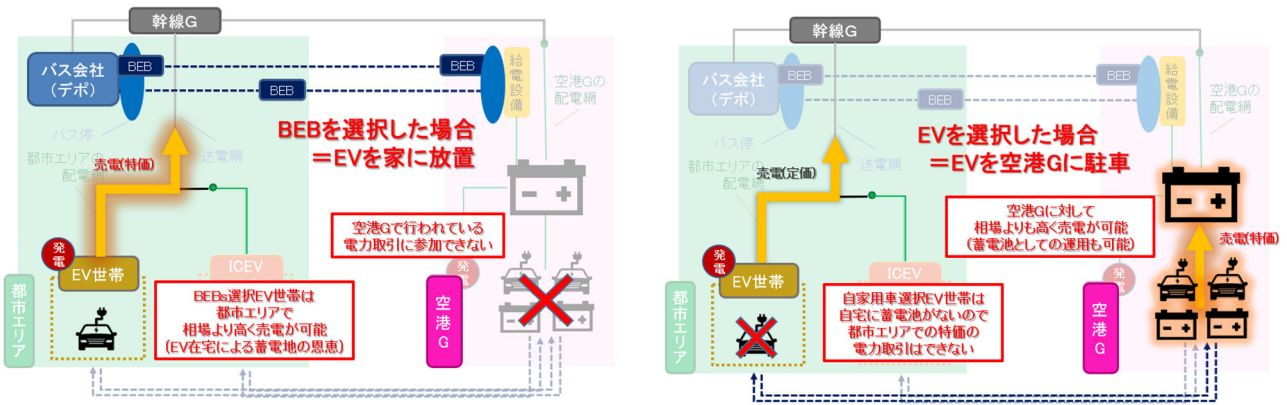 幹線G
バス会社
(デポ)
BEB
BEB
BEB
給電設備
空港Gの
配電網
バス停
都市エリアの
配電網
送電網
売電(特価)
BEBを選択した場合
＝EVを家に放置
空港Gで行われている
電力取引に参加できない
発電
EV世帯
ICEV
発電
BEBs選択EV世帯は
都市エリアで
相場より高く売電が可能
(EV在宅による蓄電地の恩恵)
都市エリア
空港G
幹線G
バス会社
(デポ)
BEB
BEB
BEB
給電設備
空港Gの
配電網
バス停
都市エリアの
配電網
送電網
売電(定価)
EVを選択した場合
＝EVを空港Gに駐車
空港Gに対して
相場よりも高く売電が可能
(蓄電池としての運用も可能)
売電(特価)
発電
EV世帯
ICEV
発電
自家用車選択EV世帯は
自宅に蓄電池がないので
都市エリアでの特価の
電力取引はできない
都市エリア
空港G